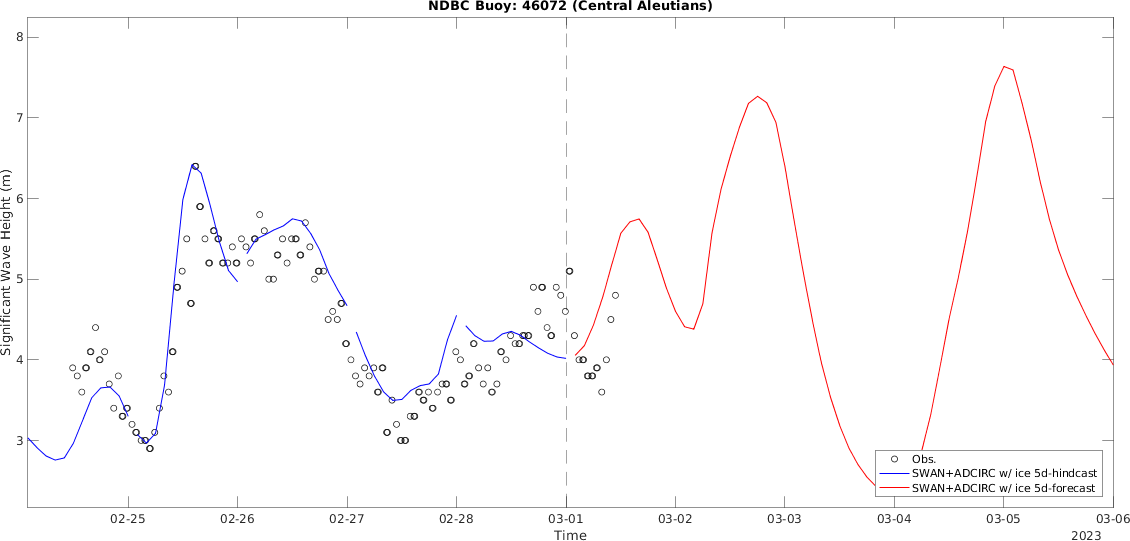 NDBC Buoy: 46072 (Central Aleutians)
Significant Wave Height (m)
8
7
6
5
4
3
Obs.
SWAN+ADCIRC w/ ice 5d-hindcast
SWAN+ADCIRC w/ ice 5d-forecast
02-25 02-26 02-27 02-28 03-01 03-02 03-03 03-04 03-05 03-06
Time
2023